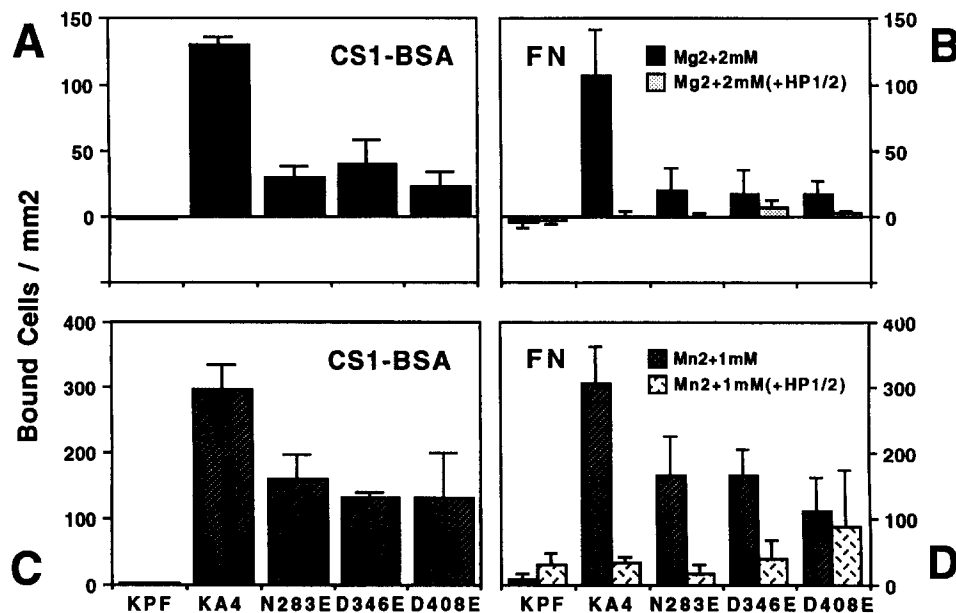 A
B
150
100
50
0
CS1-BSA
FN
Mg2+2mM
Mg2+2mM(+HP1/2)
150
100
50
0
Bound Cells / mm2
400
300
200
100
0
CS1-BSA
FN
Mn2+1mM
Mn2+1mM(+HP1/2)
400
300
200
100
0
C
D
KPF KA4 N283E D346E D408E
KPF KA4 N283E D346E D408E